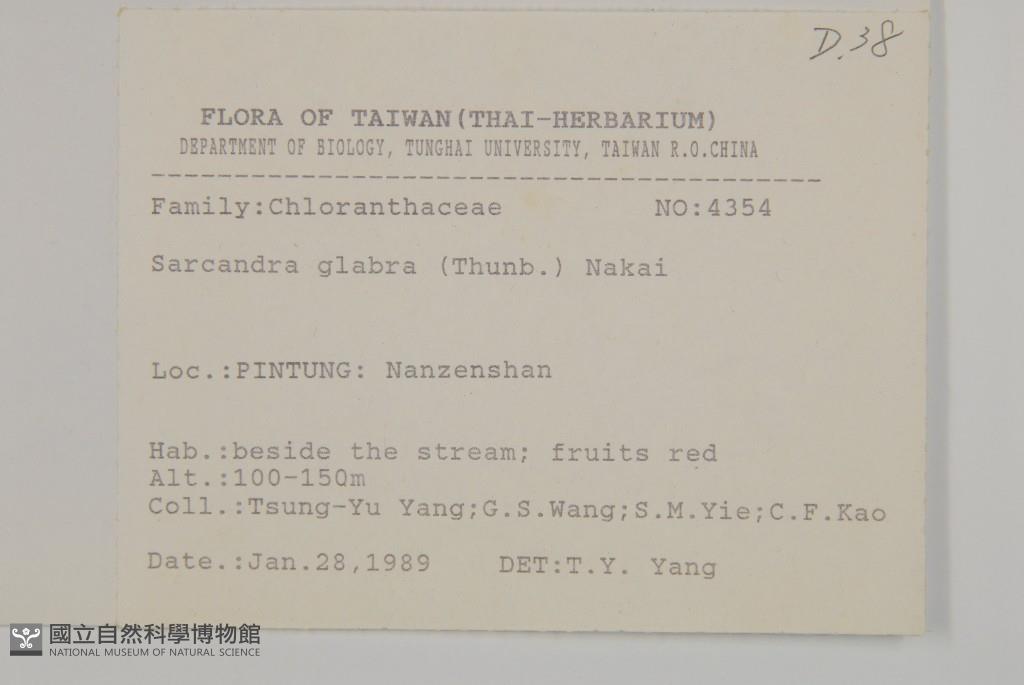 D.38
FLORA OF TAIWAN(THAI-HERBARIUM)
DEPARTMENT OF BIOLOGY, TUNGHAI UNIVERSITY, TAIWAN R.O.CHINA
Family:Chloranthaceae NO:4354
Sarcandra glabra (Thunb.) Nakai
Loc.:PINTUNG: Nanzenshan
Hab.:beside the stream; fruits red
Alt.:100-150m
Coll.:Tsung-Yu Yang;G.S.Wang;S.M.Yie;C.F.Kao
Date.:Jan.28,1989 DET:T.Y. Yang
國立自然科學博物館
NATIONAL MUSEUM OF NATURAL SCIENCE